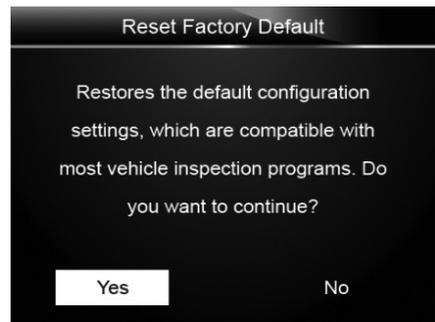 Reset Factory Default
Restores the default configuration
settings, which are compatible with
most vehicle inspection programs. Do
you want to continue?
Yes No